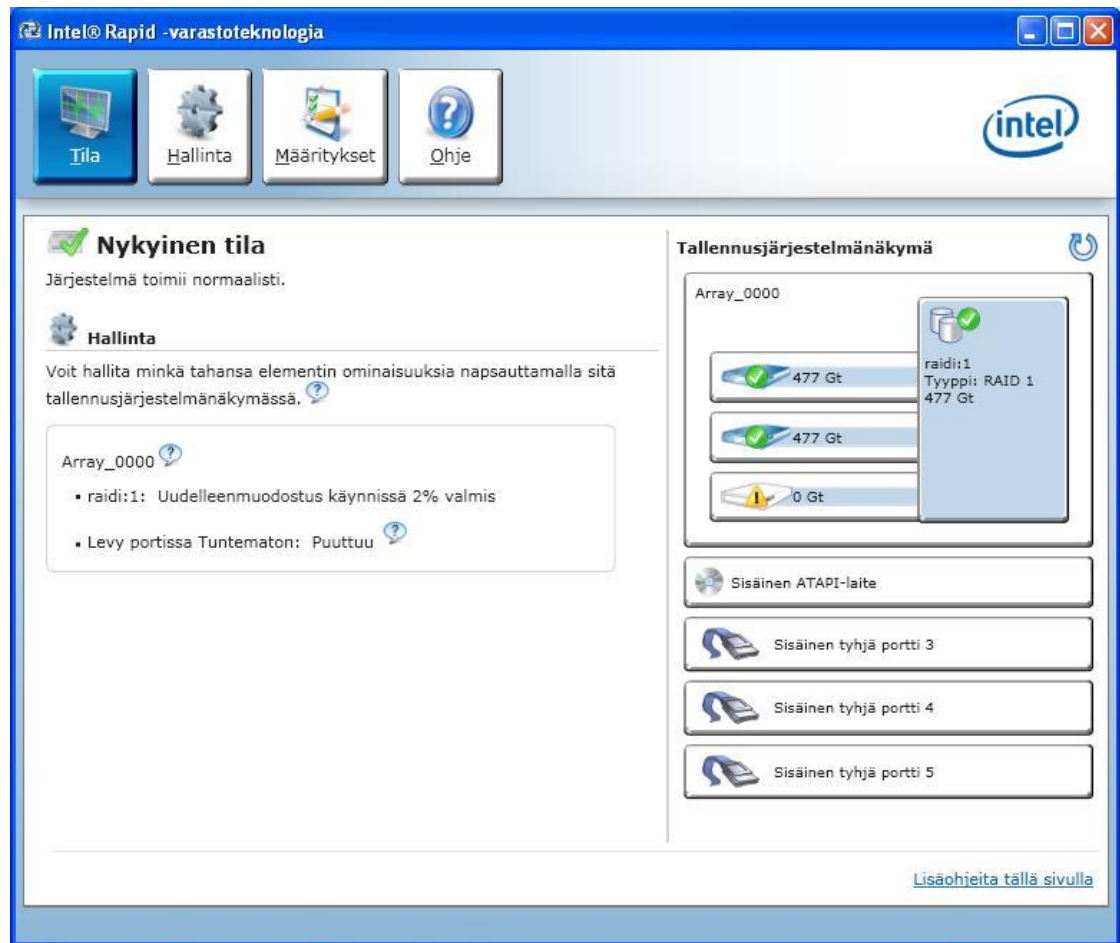 Intel® Rapid -varastoteknologia
Tila
Hallinta
Määritykset
Ohje
intel
Nykyinen tila
Järjestelmä toimii normaalisti.
Hallinta
Voit hallita minkä tahansa elementin ominaisuuksia napsauttamalla sitä
tallennusjärjestelmänäkymässä.
Array_0000
▪ raidi:1: Uudelleenmuodostus käynnissä 2% valmis
▪ Levy portissa Tuntematon: Puuttuu
Tallennusjärjestelmänäkymä
Array_0000
477 Gt
477 Gt
0 Gt
raidi:1
Tyyppi: RAID 1
477 Gt
Sisäinen ATAPI-laite
Sisäinen tyhjä portti 3
Sisäinen tyhjä portti 4
Sisäinen tyhjä portti 5
Lisäohjeita tällä sivulla